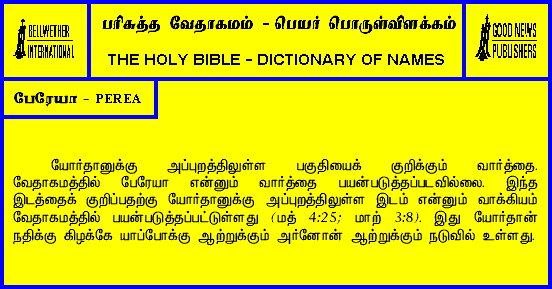 BELLWETHER
INTERNATIONAL
பரிசுத்த வேதாகமம் - பெயர் பொருள்விளக்கம்
THE HOLY BIBLE - DICTIONARY OF NAMES
GOOD NEWS
PUBLISHERS
பேரேயா - PEREA
யோர்தானுக்கு அப்புறத்திலுள்ள பகுதியைக் குறிக்கும் வார்த்தை.
வேதாகமத்தில் பேரேயா என்னும் வார்த்தை பயன்படுத்தப்படவில்லை. இந்த
இடத்தைக் குறிப்பதற்கு யோர்தானுக்கு அப்புறத்திலுள்ள இடம் என்னும் வாக்கியம்
வேதாகமத்தில் பயன்படுத்தப்பட்டுள்ளது (மத் 4:25; மாற் 3:8). இது யோர்தான்
நதிக்கு கிழக்கே யாப்போக்கு ஆற்றுக்கும் அர்னோன் ஆற்றுக்கும் நடுவில் உள்ளது.